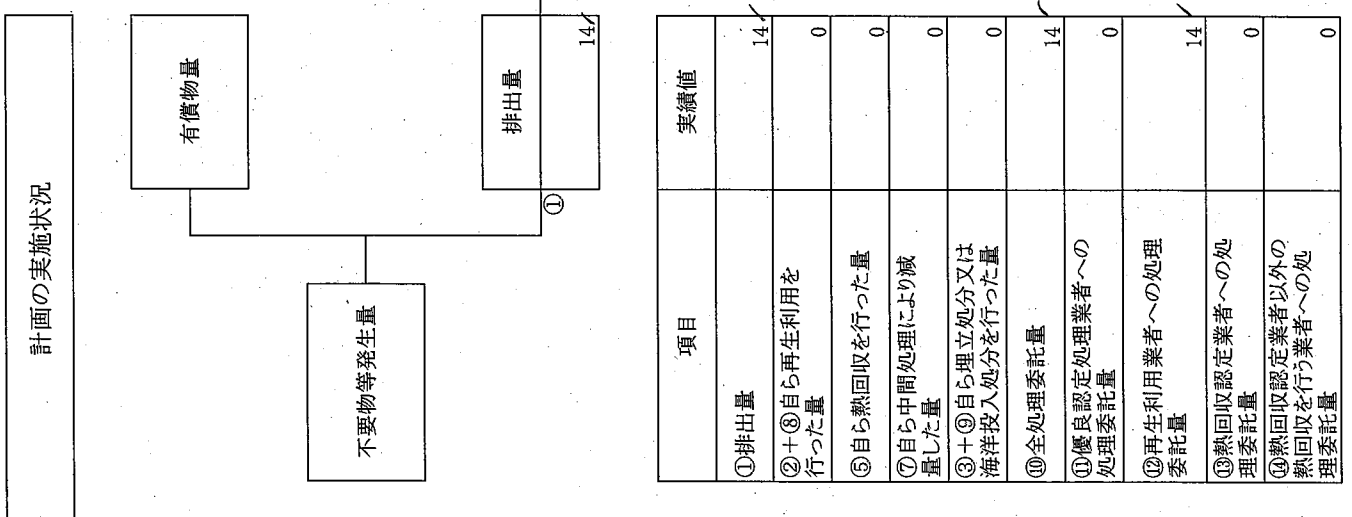 計画の実施状況
有償物量
不要物等発生量
排出量
①
14
項目 実績値
①排出量 14
②+⑧自ら再生利用を
行った量 0
⑤自ら熱回収を行った量 0
⑦自ら中間処理により減
量した量 0
③+⑨自ら埋立処分又は
海洋投入処分を行った量 0
⑩全処理委託量 14
⑪優良認定処理業者への
処理委託量 0
⑫再生利用業者への処理
委託量 14
⑬熱回収認定業者への処
理委託量 0
⑭熱回収認定業者以外の
熱回収を行う業者への処
理委託量 0